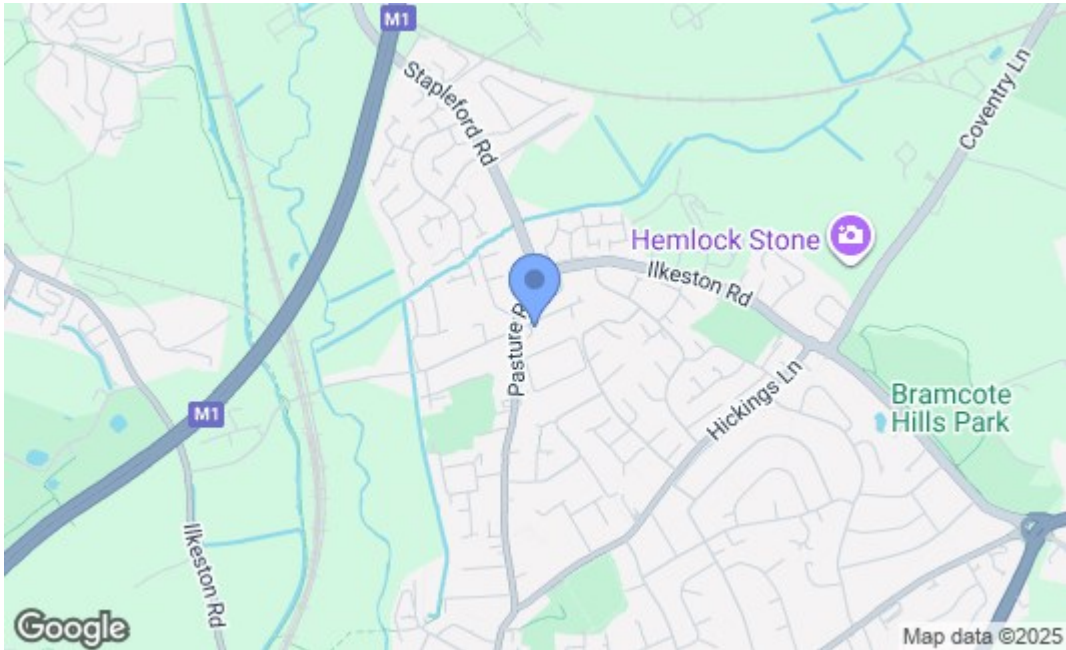 M1
Stapleford Rd
Coventry Ln
Hemlock Stone
Ilkeston Rd
Pasture R
Hickings Ln
Bramcote
Hills Park
M1
Ilkeston Rd
Google
Map data ©2025